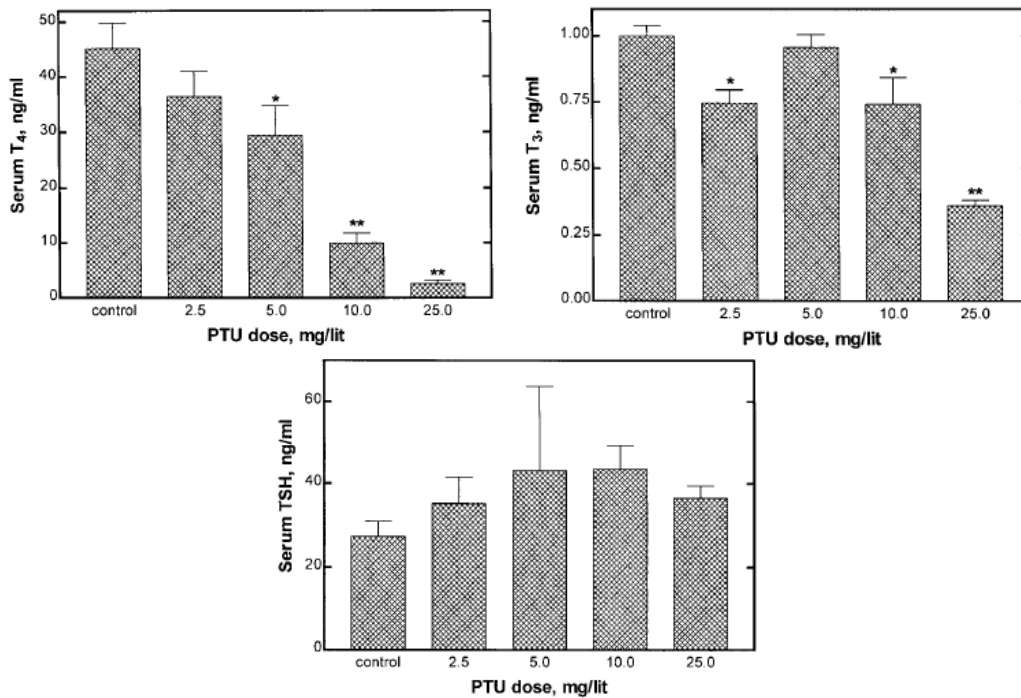 Serum T4, ng/ml
50
40
30
20
10
0
*
**
**
control 2.5 5.0 10.0 25.0
PTU dose, mg/lit
Serum T3, ng/ml
1.00
0.75
0.50
0.25
0.00
*
*
**
control 2.5 5.0 10.0 25.0
PTU dose, mg/lit
Serum TSH, ng/ml
60
40
20
0
control 2.5 5.0 10.0 25.0
PTU dose, mg/lit